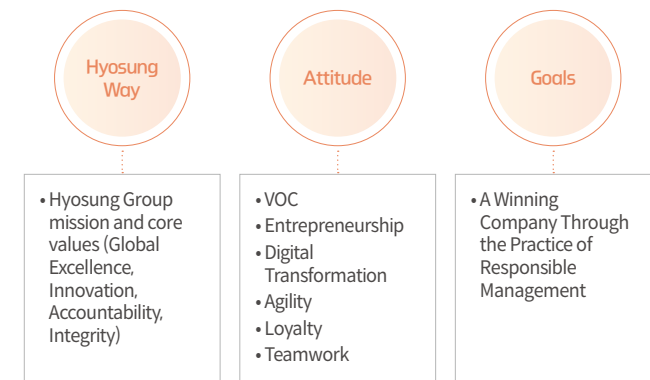 Hyosung
Way
Attitude
Goals
• Hyosung Group
mission and core
values (Global
Excellence,
Innovation,
Accountability,
Integrity)
• VOC
• Entrepreneurship
• Digital
Transformation
• Agility
• Loyalty
• Teamwork
• A Winning
Company Through
the Practice of
Responsible
Management